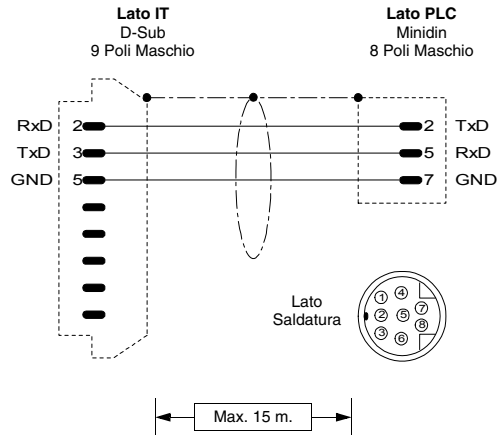 Lato IT
D-Sub
9 Poli Maschio
Lato PLC
Minidin
8 Poli Maschio
RxD 2 2 TxD
TxD 3 5 RxD
GND 5 7 GND
Lato
Saldatura
1 4
2 5 7
3 6 8
Max. 15 m.